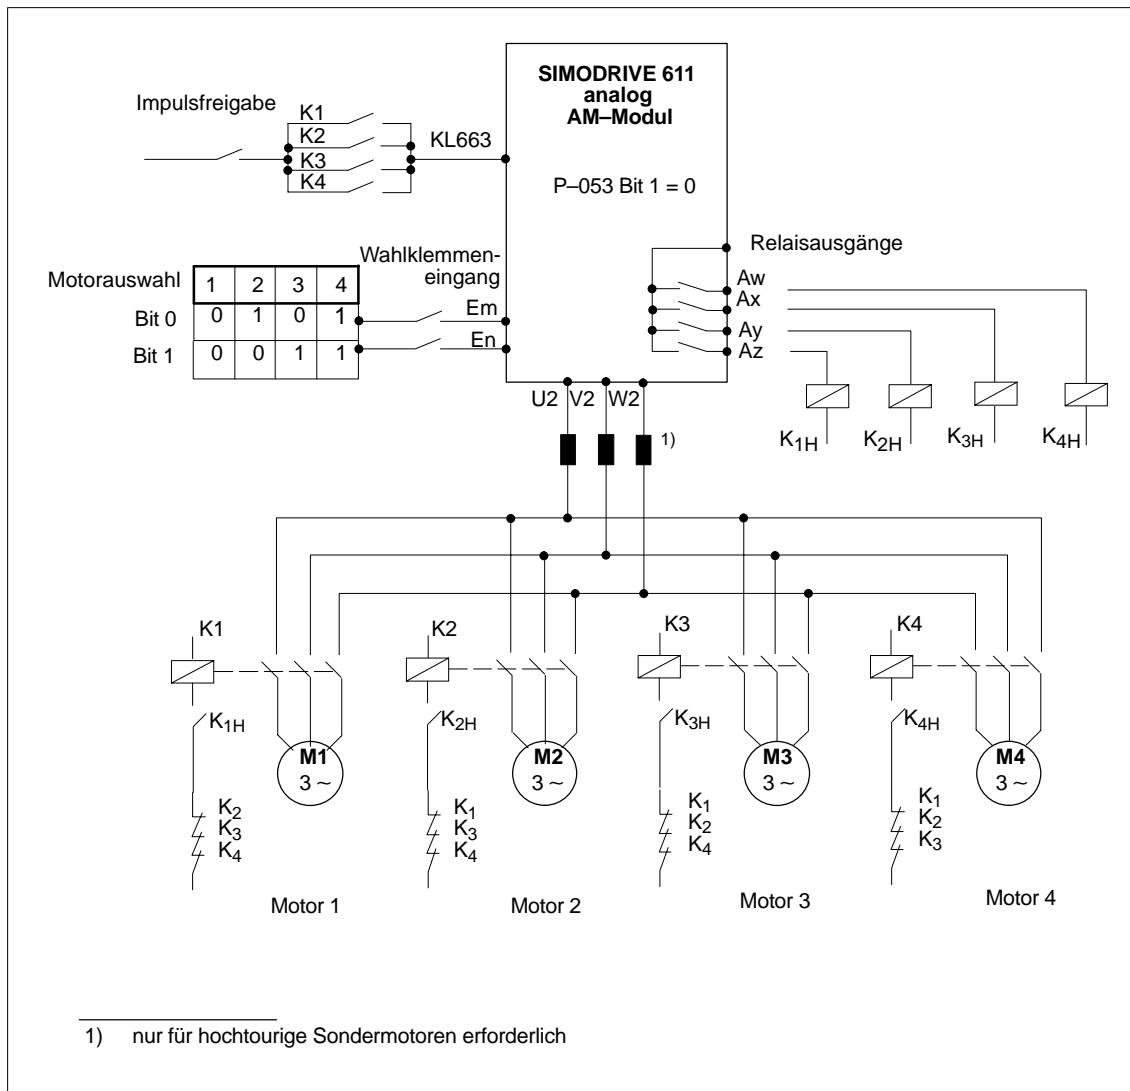 SIMODRIVE 611
analog
AM–Modul
P–053 Bit 1 = 0
Impulsfreigabe
K1
K2
K3
K4
KL663
Wahlklemmen-
eingang
Motorauswahl 1 2 3 4
Bit 0 0 1 0 1
Bit 1 0 0 1 1
Em
En
Relaisausgänge
Aw
Ax
Ay
Az
U2 V2 W2
1)
K1H K2H K3H K4H
K1 K2 K3 K4
K1H K2H K3H K4H
M1 M2 M3 M4
3 ~ 3 ~ 3 ~ 3 ~
K2 K1 K1 K1
K3 K3 K2 K2
K4 K4 K4 K3
Motor 1 Motor 2 Motor 3 Motor 4
1) nur für hochtourige Sondermotoren erforderlich